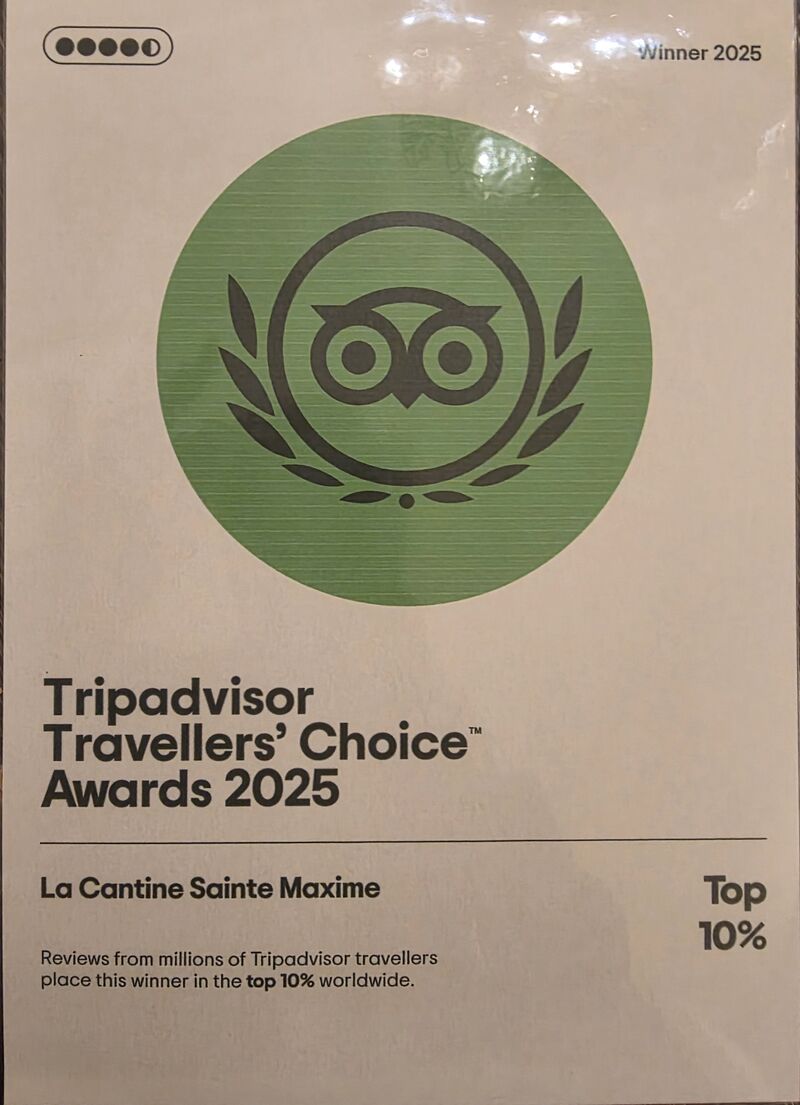 Winner 2025
Tripadvisor
Travellers’ Choice™
Awards 2025
La Cantine Sainte Maxime
Top
10%
Reviews from millions of Tripadvisor travellers
place this winner in the top 10% worldwide.